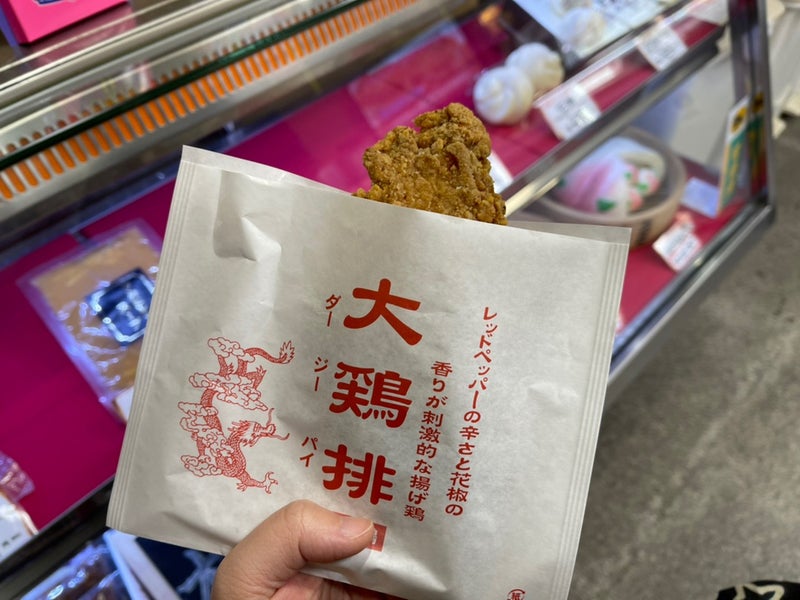 レッドペッパーの辛さと花椒の
香りが刺激的な揚げ鶏
大鶏排
ダージーパイ
紙